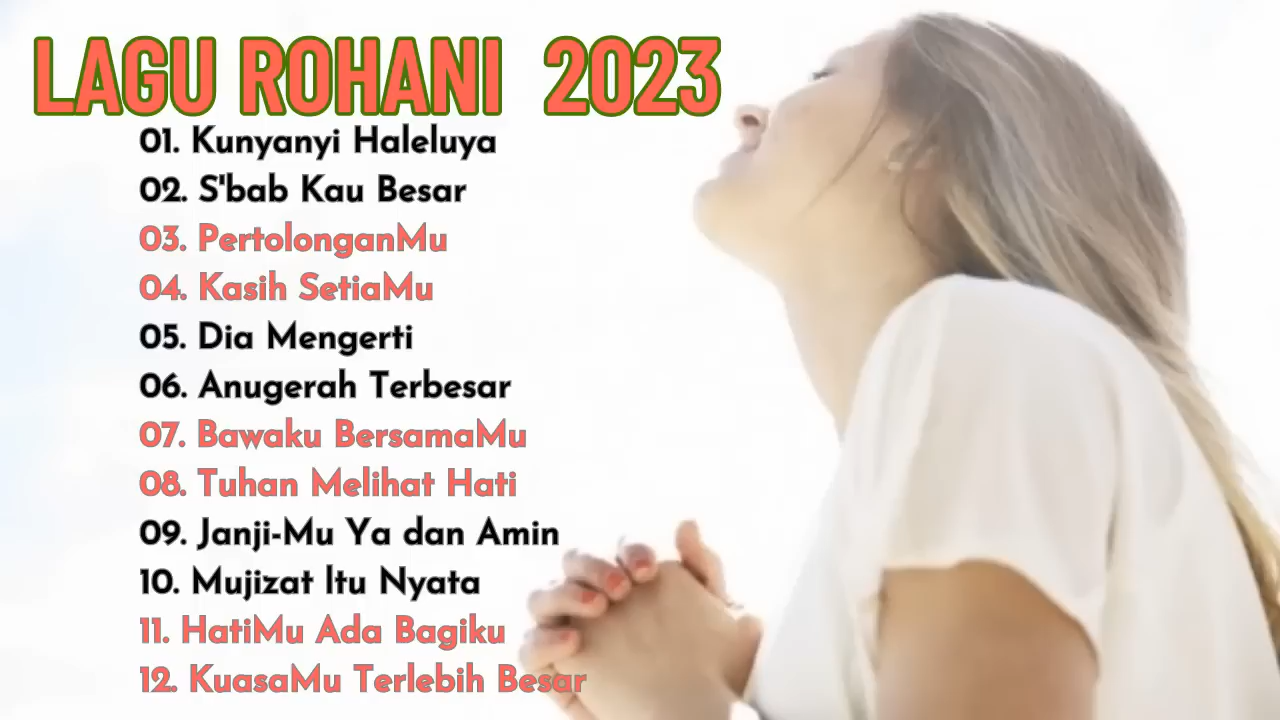 LAGU ROHANI 2023
01. Kunyanyi Haleluya
02. S'bab Kau Besar
03. PertolonganMu
04. Kasih SetiaMu
05. Dia Mengerti
06. Anugerah Terbesar
07. Bawaku BersamaMu
08. Tuhan Melihat Hati
09. Janji-Mu Ya dan Amin
10. Mujizat Itu Nyata
11. HatiMu Ada Bagiku
12. KuasaMu Terlebih Besar